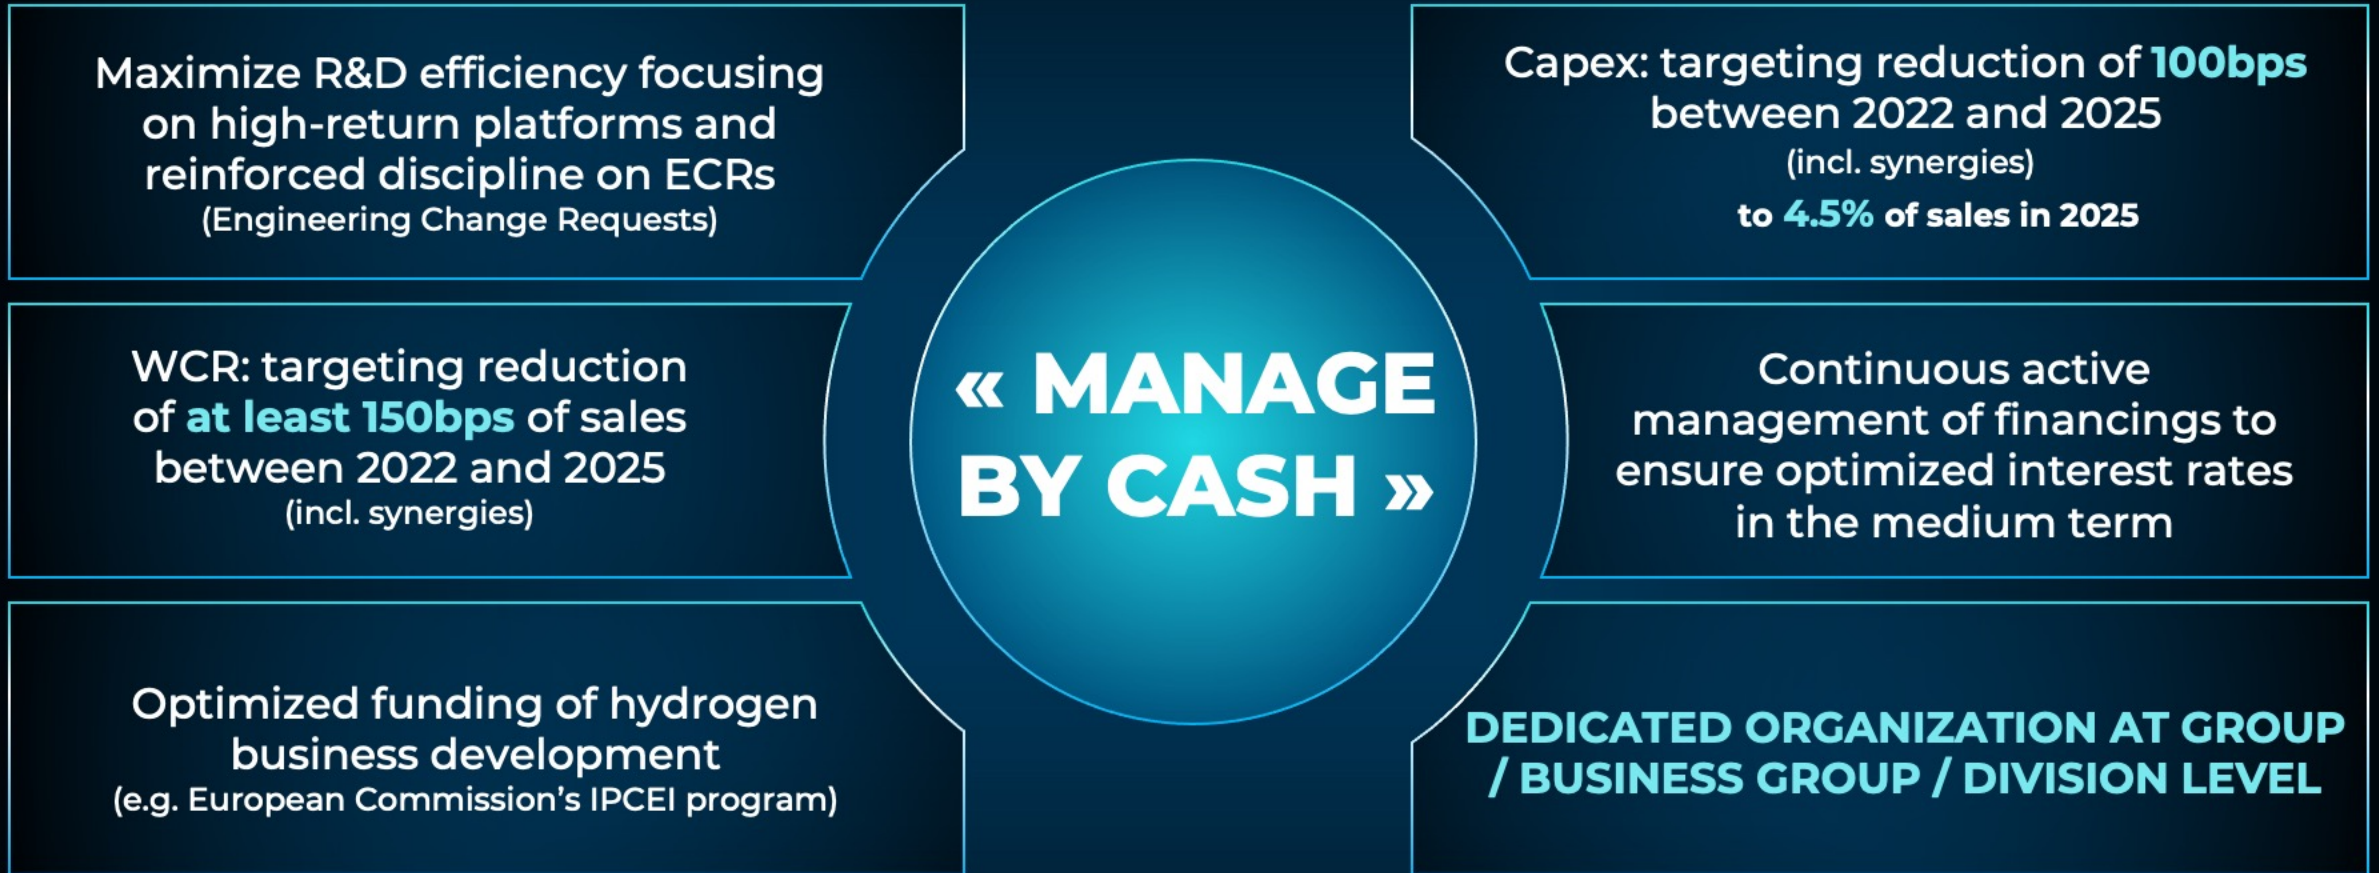 Maximize R&D efficiency focusing
on high-return platforms and
reinforced discipline on ECRs
(Engineering Change Requests)
WCR: targeting reduction
of at least 150bps of sales
between 2022 and 2025
(incl. synergies)
Optimized funding of hydrogen
business development
(e.g. European Commission’s IPCEI program)
« MANAGE
BY CASH »
Capex: targeting reduction of 100bps
between 2022 and 2025
(incl. synergies)
to 4.5% of sales in 2025
Continuous active
management of financings to
ensure optimized interest rates
in the medium term
DEDICATED ORGANIZATION AT GROUP
/ BUSINESS GROUP / DIVISION LEVEL